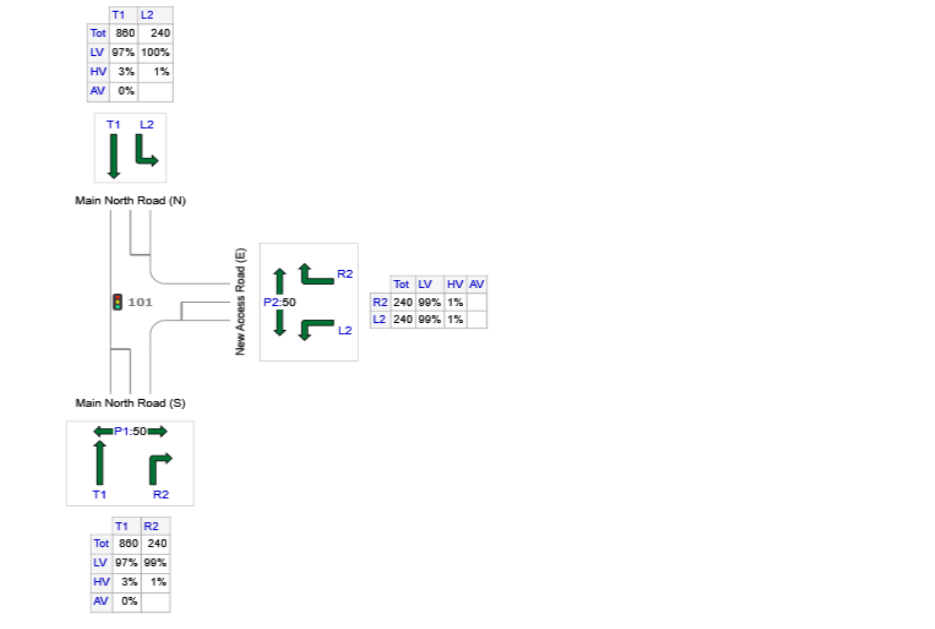 T1 L2
Tot 860 240
LV 97% 100%
HV 3% 1%
AV 0%
T1 L2
Main North Road (N)
101
New Access Road (E)
R2
P2:50
L2
Tot LV HV AV
R2 240 99% 1%
L2 240 99% 1%
Main North Road (S)
P1:50
T1 R2
T1 R2
Tot 860 240
LV 97% 99%
HV 3% 1%
AV 0%